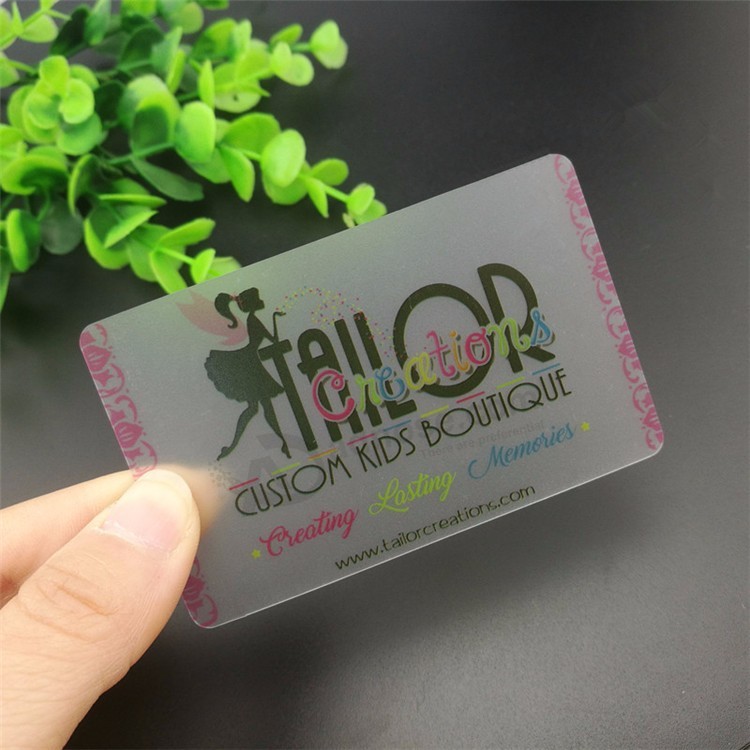 TAILOR
Creations
CUSTOM KIDS BOUTIQUE
Creating Lasting Memories
www.tailorcreations.com